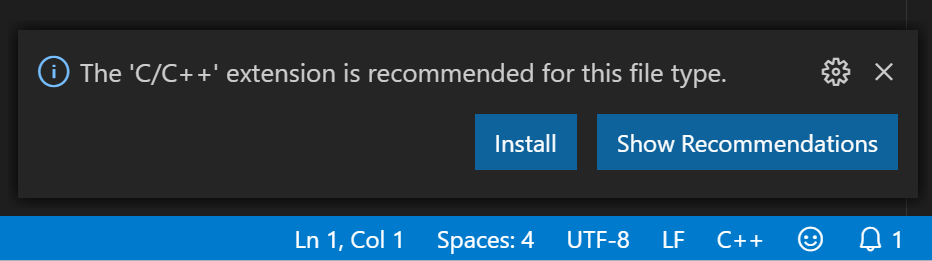 The 'C/C++' extension is recommended for this file type.
Install Show Recommendations
Ln 1, Col 1 Spaces: 4 UTF-8 LF C++ 1